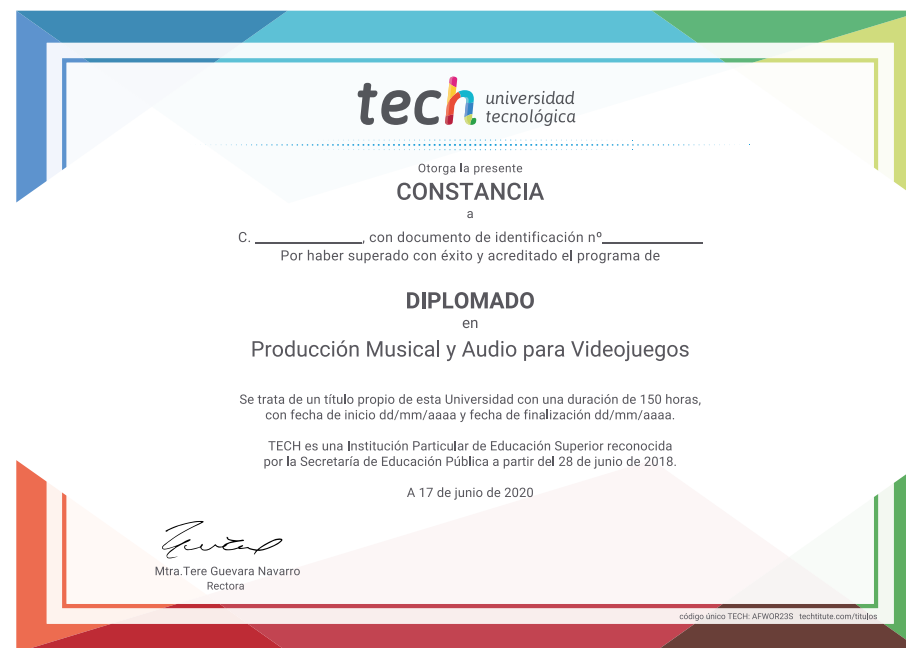 tech universidad
tecnológica
Otorga la presente
CONSTANCIA
a
C. ____________, con documento de identificación nº____________
Por haber superado con éxito y acreditado el programa de
DIPLOMADO
en
Producción Musical y Audio para Videojuegos
Se trata de un título propio de esta Universidad con una duración de 150 horas,
con fecha de inicio dd/mm/aaaa y fecha de finalización dd/mm/aaaa.
TECH es una Institución Particular de Educación Superior reconocida
por la Secretaría de Educación Pública a partir del 28 de junio de 2018.
A 17 de junio de 2020
Mtra.Tere Guevara Navarro
Rectora
código único TECH: AFWOR23S techtitute.com/titulos